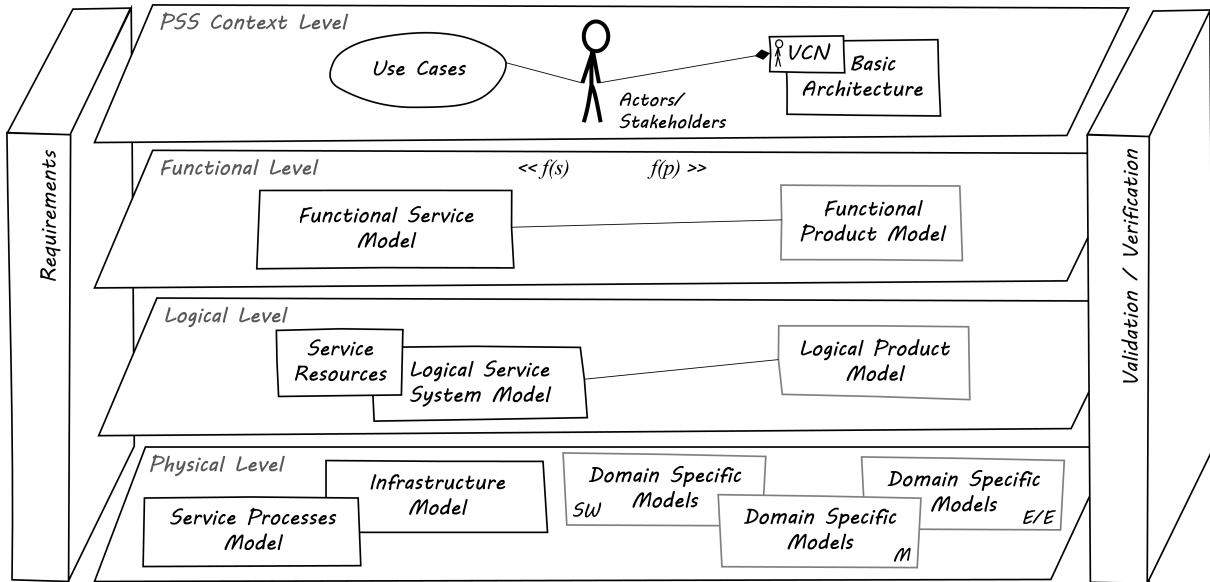 PSS Context Level
Use Cases
VCN
Basic
Architecture
Actors/
Stakeholders
Requirements
Validation / Verification
Functional Level
<< f(s)
f(p) >>
Functional Service
Model
Functional
Product Model
Logical Level
Service
Resources
Logical Service
System Model
Logical Product
Model
Physical Level
Infrastructure
Model
Service Processes
Model
Domain Specific
Models
SW
Domain Specific
Models
M
Domain Specific
Models
E/E